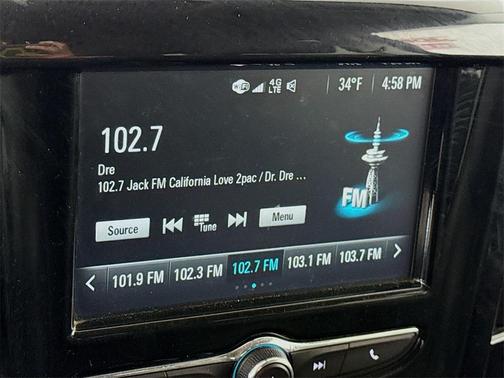 WiFi 4G LTE 34°F 4:58 PM
102.7
Dre
102.7 Jack FM California Love 2pac / Dr. Dre ...
FM
Source Tune Menu
101.9 FM 102.3 FM 102.7 FM 103.1 FM 103.7 FM